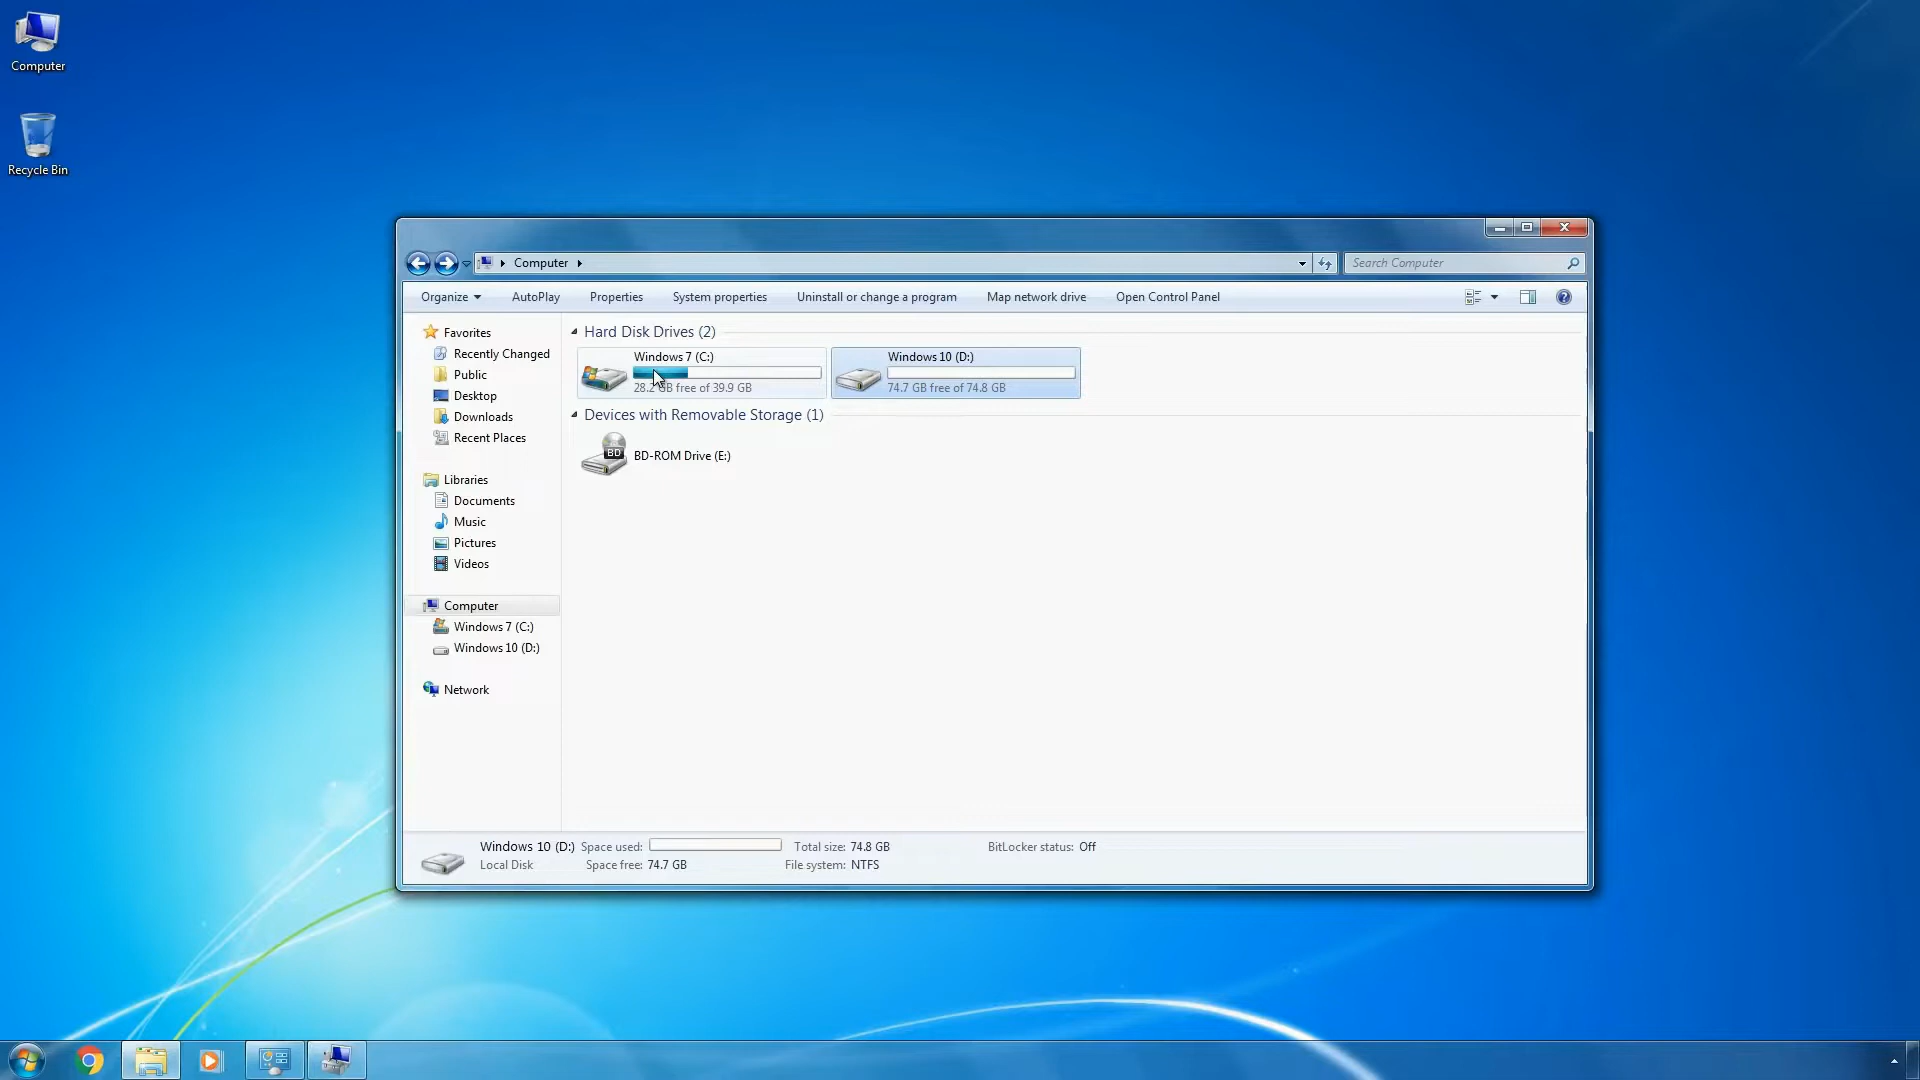 Computer
Recycle Bin
Computer
Search Computer
Organize
AutoPlay
Properties
System properties
Uninstall or change a program
Map network drive
Open Control Panel
Favorites
Recently Changed
Public
Desktop
Downloads
Recent Places
Libraries
Documents
Music
Pictures
Videos
Computer
Windows 7 (C:)
Windows 10 (D:)
Network
Hard Disk Drives (2)
Windows 7 (C:)
28.2 GB free of 39.9 GB
Windows 10 (D:)
74.7 GB free of 74.8 GB
Devices with Removable Storage (1)
BD
BD-ROM Drive (E:)
Windows 10 (D:) Space used: Total size: 74.8 GB BitLocker status: Off
Local Disk Space free: 74.7 GB File system: NTFS